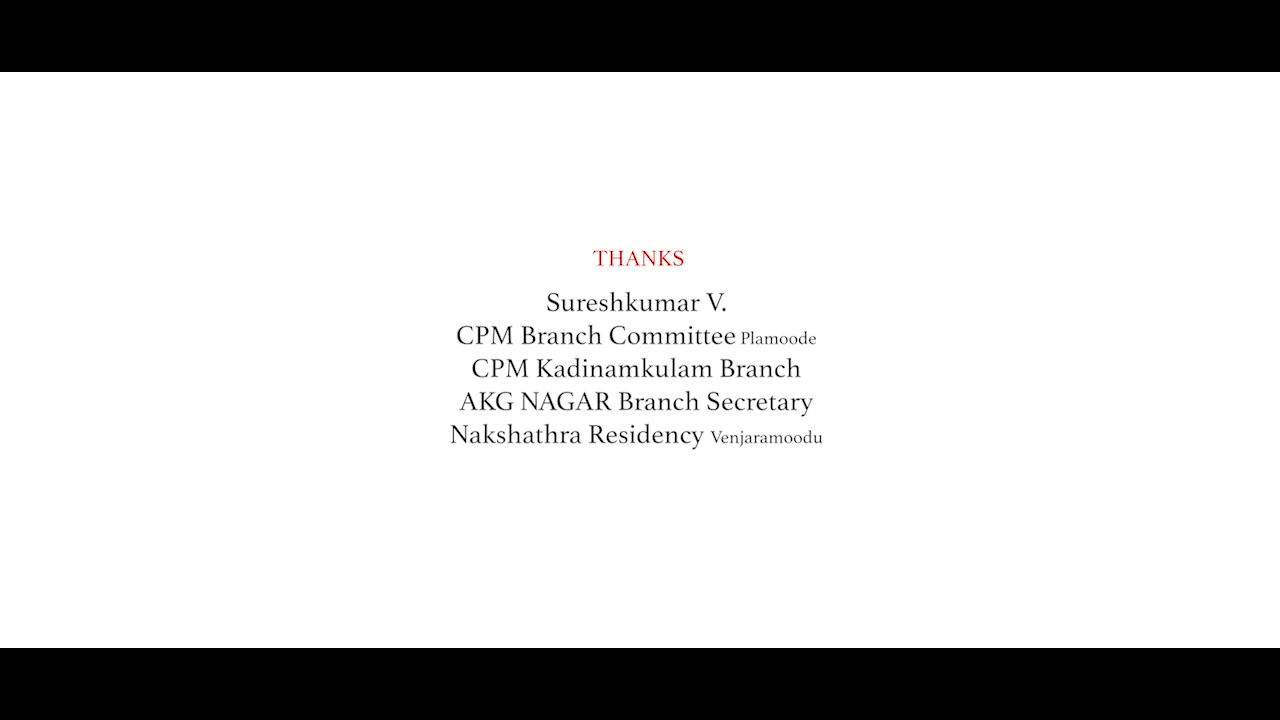 THANKS
Sureshkumar V.
CPM Branch Committee Plamoode
CPM Kadinamkulam Branch
AKG NAGAR Branch Secretary
Nakshathra Residency Venjaramoodu